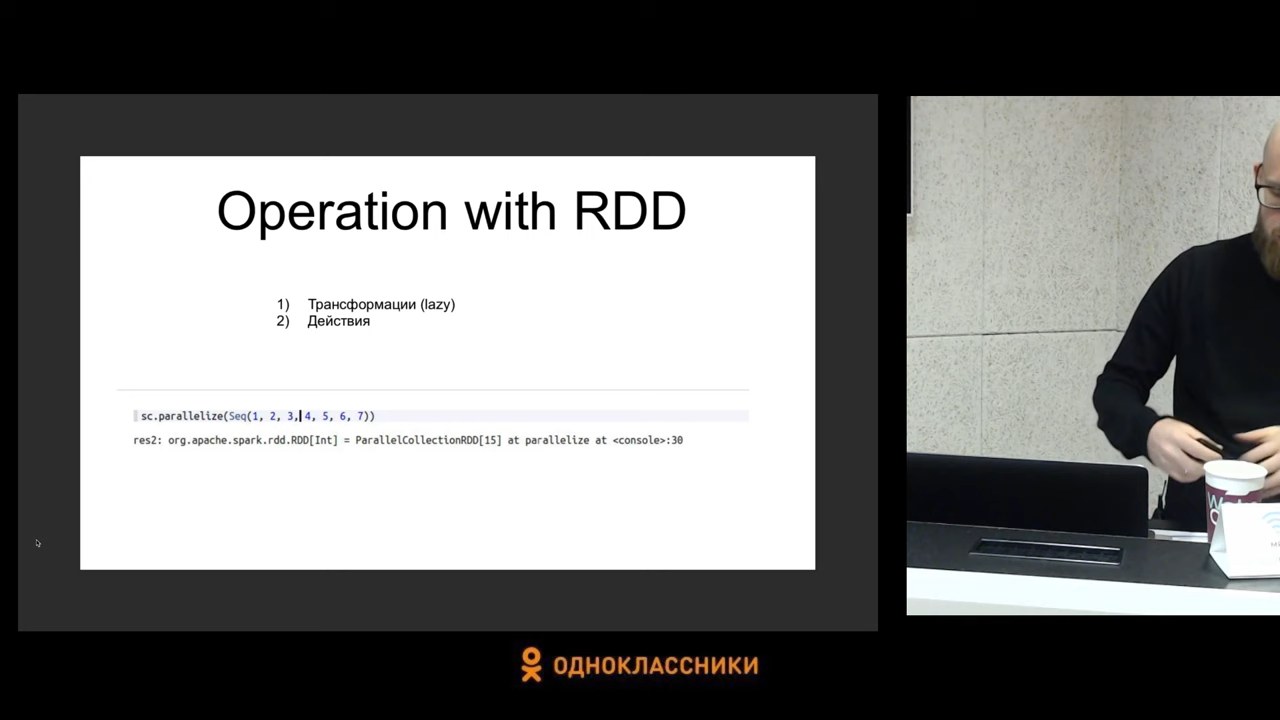 Operation with RDD
1) Трансформации (lazy)
2) Действия
sc.parallelize(Seq(1, 2, 3, 4, 5, 6, 7))
res2: org.apache.spark.rdd.RDD[Int] = ParallelCollectionRDD[15] at parallelize at <console>:30
ОДНОКЛАССНИКИ